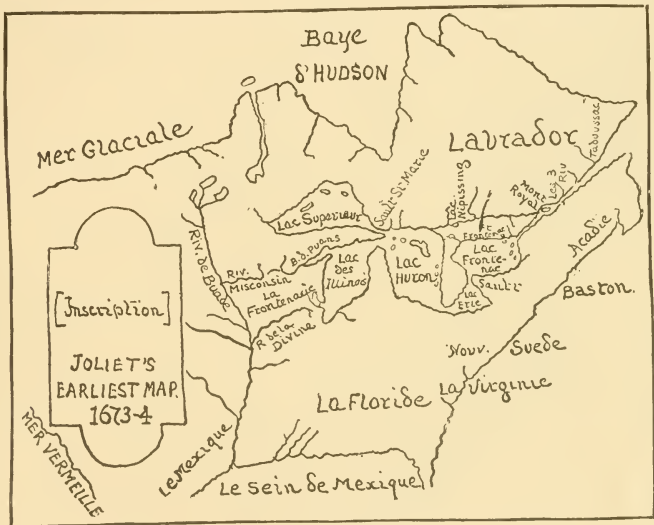 Baye
d'HUDSON
Mer Glaciale
Labrador
Tadoussac
Les 3
Riv
Mont
Royal
Lac
Nipissing
Sault St. Marie
Lac Superieur
Riv. de Buade
B.d. Puans
Riv.
Misconsin
La
Frontenacie
Lac
des
Ilinois
Lac
Huron
Frontenac
Lac
Fronte-
nac
Sault
Lac
Erie
R de la
Divine
Acadie
Baston.
[Inscription]
JOLIET'S
EARLIEST MAP.
1673-4
Nouv. Suede
La Virginie
La Floride
MER VERMEILLE
Le Mexique
Le Sein de Mexique